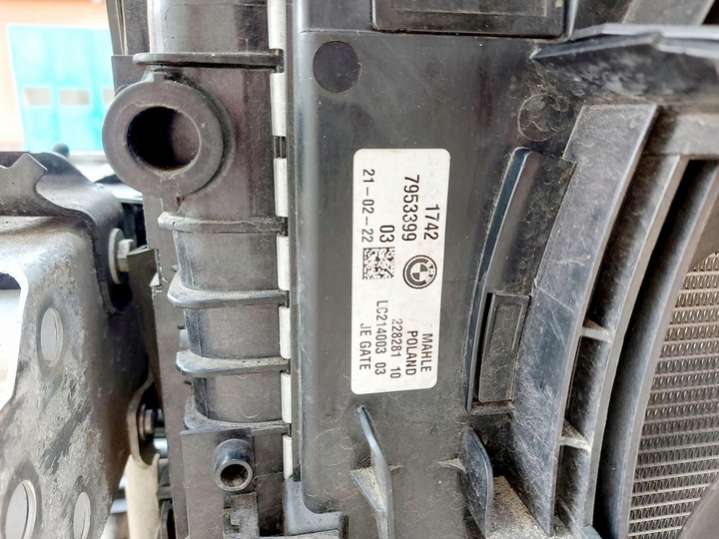 1742
7953399
03
21-02-22
MAHLE
POLAND
228281 10
LC214003 03
JE GATE